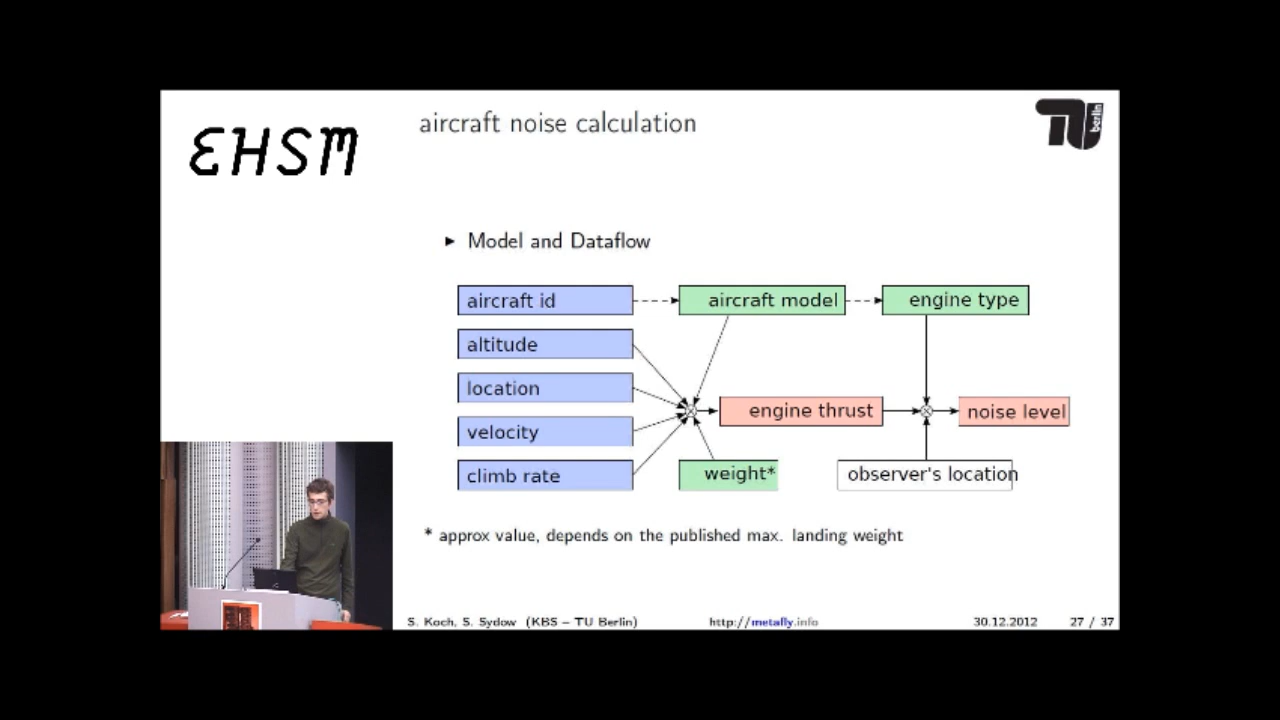 EHSM
aircraft noise calculation
TU berlin
► Model and Dataflow
aircraft id
aircraft model
engine type
altitude
location
velocity
climb rate
engine thrust
noise level
weight*
observer's location
* approx value, depends on the published max. landing weight
S. Koch, S. Sydow (KBS – TU Berlin)
http://metafly.info
30.12.2012
27 / 37